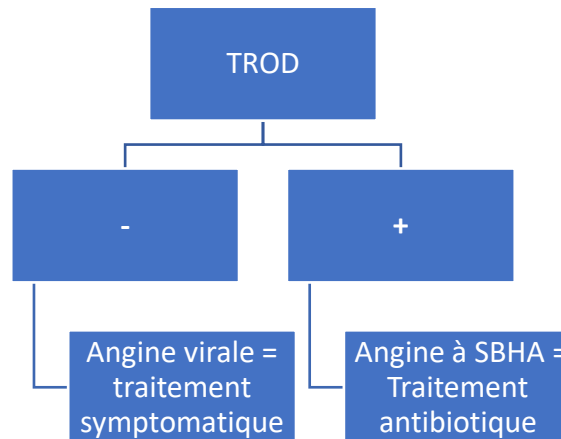 TROD
-
+
Angine virale =
traitement
symptomatique
Angine à SBHA =
Traitement
antibiotique